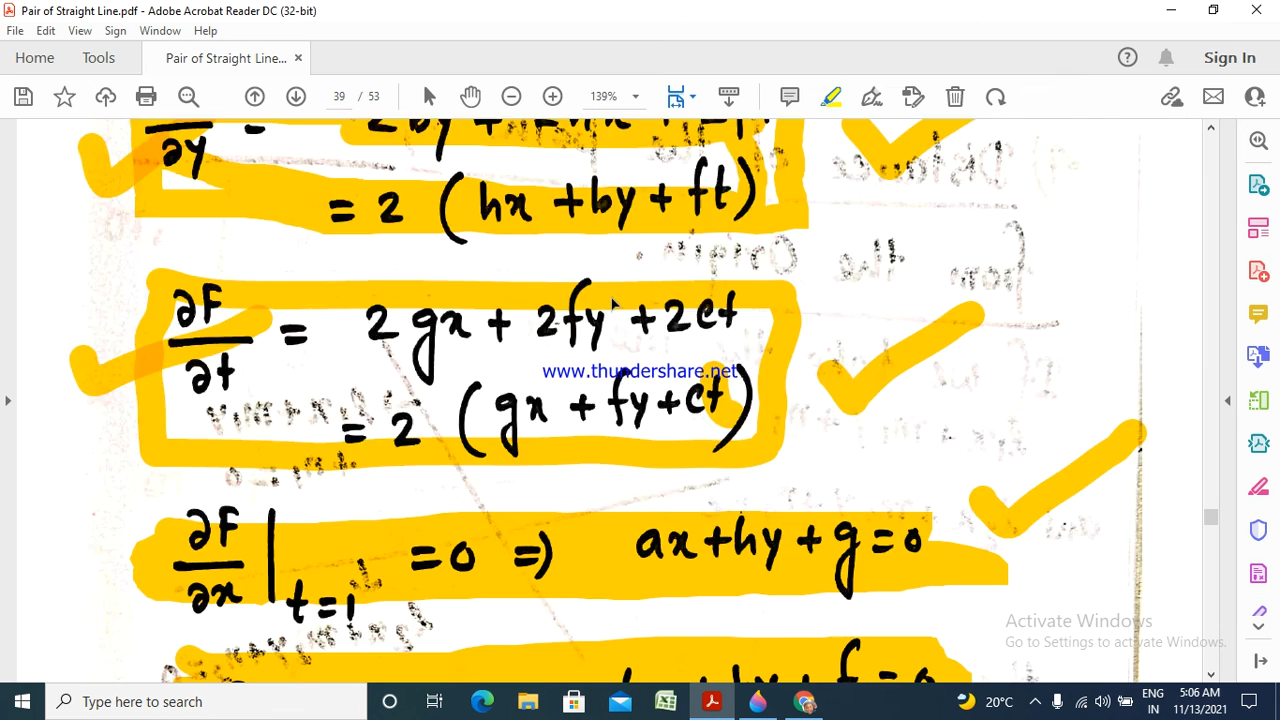 Pair of Straight Line.pdf - Adobe Acrobat Reader DC (32-bit)
File Edit View Sign Window Help
Home Tools Pair of Straight Line... × Sign In
39 / 53 139%
∂y = 2by +
= 2 (hx + by + ft)
∂F/∂t = 2gx + 2fy + 2ct
www.thundershare.net
= 2 (gx + fy + ct)
∂F/∂x | t=1 = 0 => ax + hy + g = 0
f = 0
Activate Windows
Go to Settings to activate Windows.
Type here to search
20°C ENG IN 5:06 AM 11/13/2021